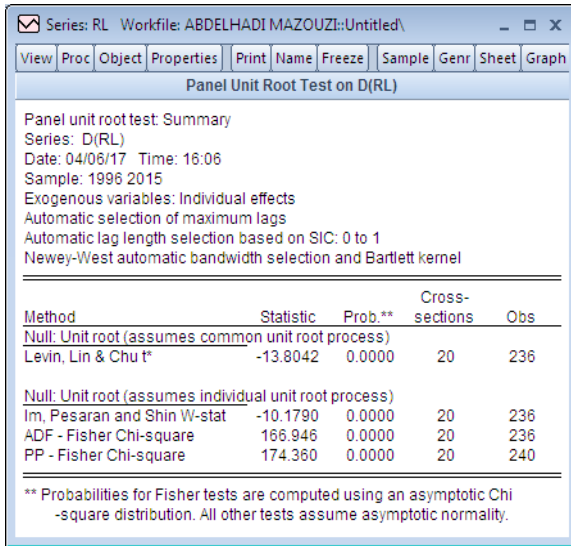 Series: RL Workfile: ABDELHADI MAZOUZI::Untitled\
View Proc Object Properties Print Name Freeze Sample Genr Sheet Graph
Panel Unit Root Test on D(RL)
Panel unit root test: Summary
Series: D(RL)
Date: 04/06/17 Time: 16:06
Sample: 1996 2015
Exogenous variables: Individual effects
Automatic selection of maximum lags
Automatic lag length selection based on SIC: 0 to 1
Newey-West automatic bandwidth selection and Bartlett kernel
Cross-
Method Statistic Prob.** sections Obs
Null: Unit root (assumes common unit root process)
Levin, Lin & Chu t* -13.8042 0.0000 20 236
Null: Unit root (assumes individual unit root process)
Im, Pesaran and Shin W-stat -10.1790 0.0000 20 236
ADF - Fisher Chi-square 166.946 0.0000 20 236
PP - Fisher Chi-square 174.360 0.0000 20 240
** Probabilities for Fisher tests are computed using an asymptotic Chi
-square distribution. All other tests assume asymptotic normality.